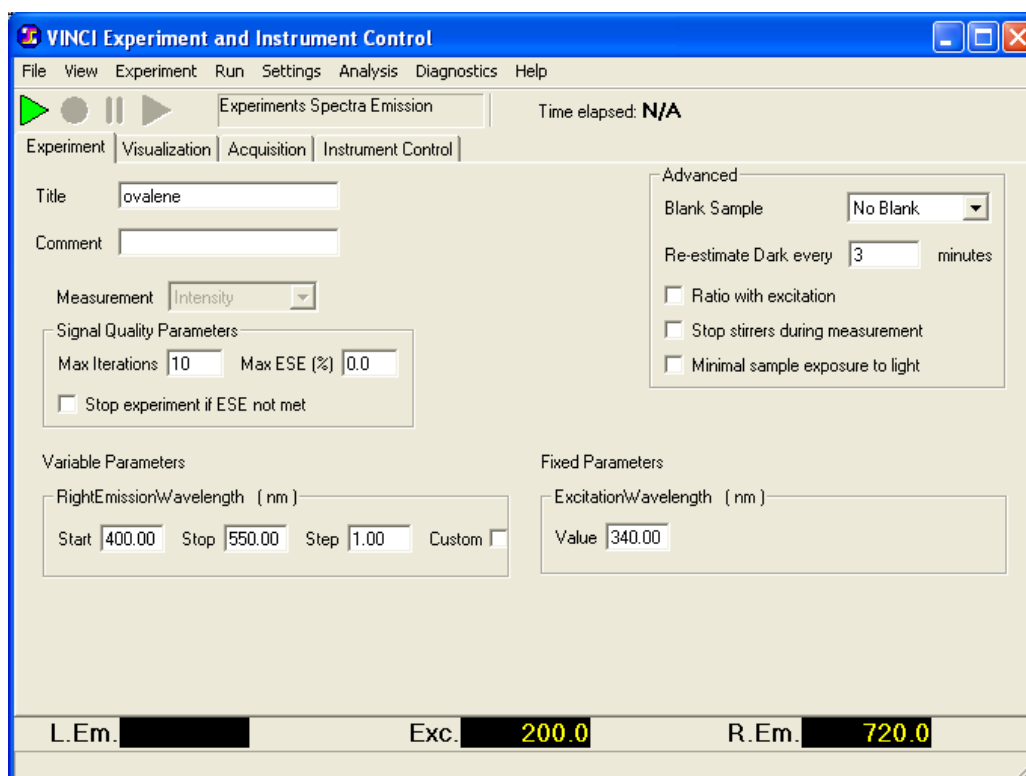 VINCI Experiment and Instrument Control
File View Experiment Run Settings Analysis Diagnostics Help
Experiments Spectra Emission Time elapsed: N/A
Experiment Visualization Acquisition Instrument Control
Advanced
Title ovalene
Blank Sample No Blank
Comment
Re-estimate Dark every 3 minutes
Measurement Intensity
Ratio with excitation
Signal Quality Parameters
Stop stirrers during measurement
Max Iterations 10 Max ESE (%) 0.0
Minimal sample exposure to light
Stop experiment if ESE not met
Variable Parameters
Fixed Parameters
RightEmissionWavelength ( nm )
ExcitationWavelength ( nm )
Start 400.00 Stop 550.00 Step 1.00 Custom
Value 340.00
L.Em. Exc. 200.0 R.Em. 720.0